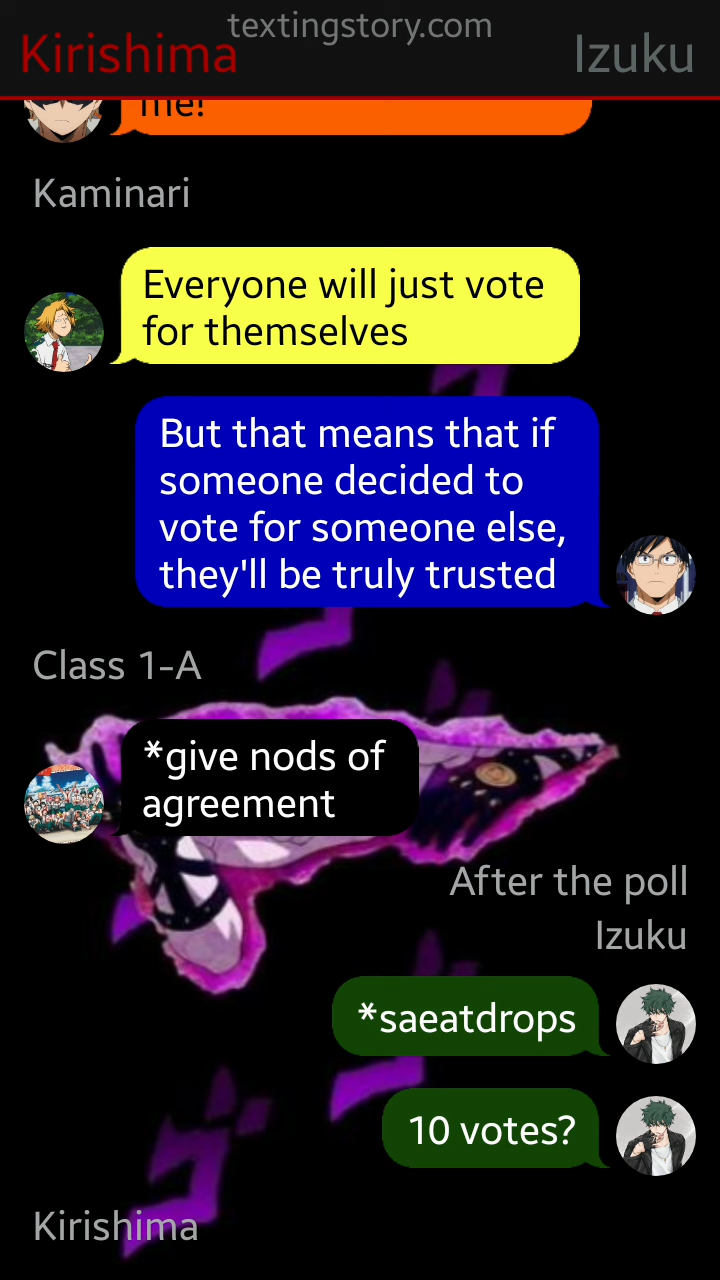 textingstory.com
Kirishima
Izuku
me!
Kaminari
Everyone will just vote
for themselves
But that means that if
someone decided to
vote for someone else,
they'll be truly trusted
Class 1-A
*give nods of
agreement
After the poll
Izuku
*saeatdrops
10 votes?
Kirishima